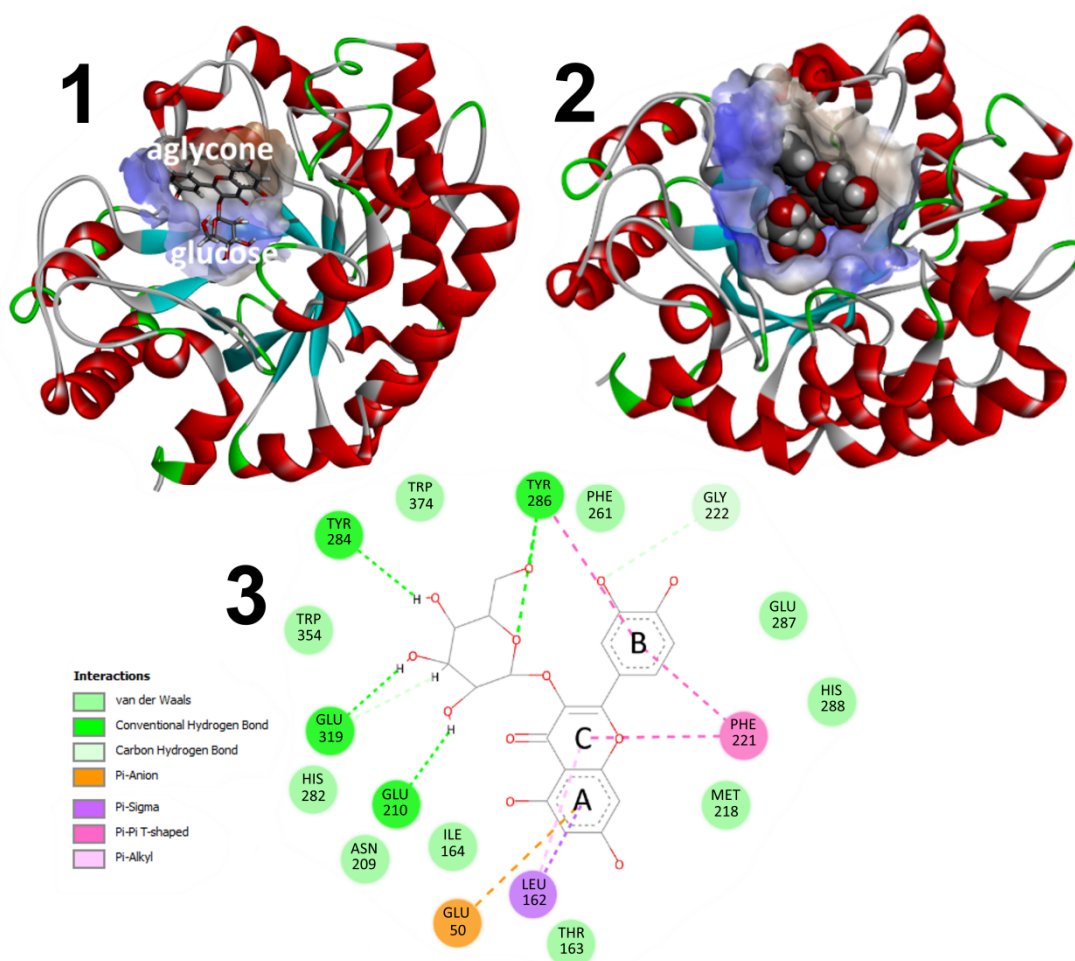 1
2
aglycone
glucose
3
TRP
374
TYR
286
PHE
261
GLY
222
TYR
284
TRP
354
GLU
287
HIS
288
B
H
O
O
O
O
O
H
O
H
H
O
O
O
H
O
C
O
GLU
319
PHE
221
HIS
282
GLU
210
A
O
O
MET
218
ASN
209
ILE
164
LEU
162
GLU
50
THR
163
Interactions
van der Waals
Conventional Hydrogen Bond
Carbon Hydrogen Bond
Pi-Anion
Pi-Sigma
Pi-Pi T-shaped
Pi-Alkyl